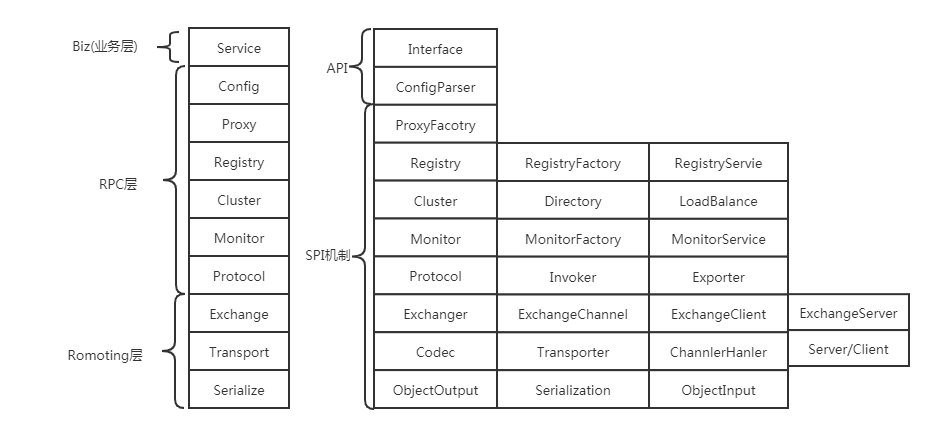 Biz(业务层)
Service
API
Interface
Config
ConfigParser
Proxy
ProxyFacotry
RPC层
Registry
Registry
RegistryFactory
RegistryServie
Cluster
Cluster
Directory
LoadBalance
Monitor
SPI机制
Monitor
MonitorFactory
MonitorService
Protocol
Protocol
Invoker
Exporter
Exchange
Exchanger
ExchangeChannel
ExchangeClient
ExchangeServer
Romoting层
Transport
Codec
Transporter
ChannlerHanler
Server/Client
Serialize
ObjectOutput
Serialization
ObjectInput